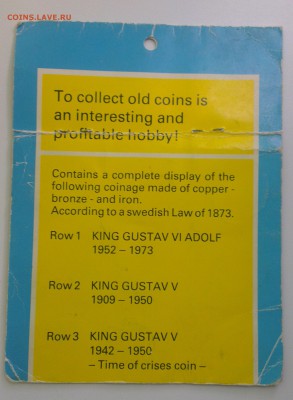 COINS.LAVE.RU
To collect old coins is
an interesting and
profitable hobby!
Contains a complete display of the
following coinage made of copper -
bronze - and iron.
According to a swedish Law of 1873.
Row 1 KING GUSTAV VI ADOLF
1952 – 1973
Row 2 KING GUSTAV V
1909 – 1950
Row 3 KING GUSTAV V
1942 – 1950
– Time of crises coin –